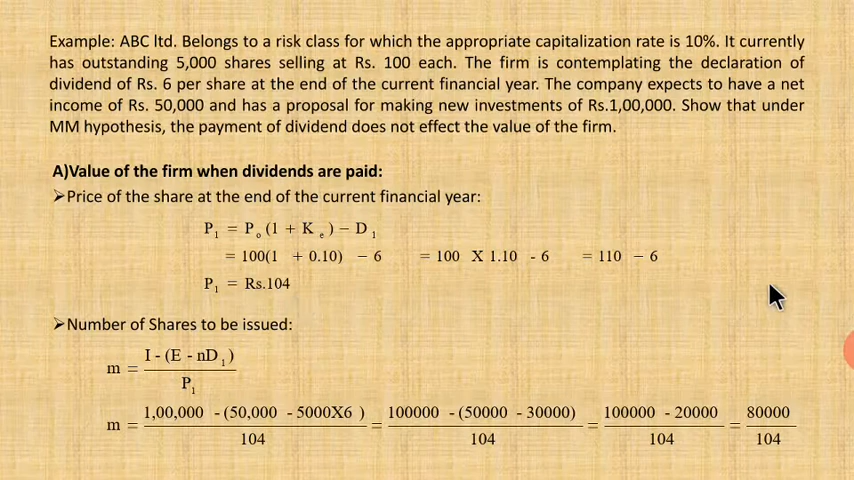 Example: ABC ltd. Belongs to a risk class for which the appropriate capitalization rate is 10%. It currently
has outstanding 5,000 shares selling at Rs. 100 each. The firm is contemplating the declaration of
dividend of Rs. 6 per share at the end of the current financial year. The company expects to have a net
income of Rs. 50,000 and has a proposal for making new investments of Rs.1,00,000. Show that under
MM hypothesis, the payment of dividend does not effect the value of the firm.
A)Value of the firm when dividends are paid:
➢Price of the share at the end of the current financial year:
P₁ = Pₒ (1 + Kₑ ) − D₁
= 100(1 + 0.10) − 6 = 100 X 1.10 - 6 = 110 − 6
P₁ = Rs.104
➢Number of Shares to be issued:
m = I - (E - nD₁ ) / P₁
m = 1,00,000 - (50,000 - 5000X6 ) / 104 = 100000 - (50000 - 30000) / 104 = 100000 - 20000 / 104 = 80000 / 104